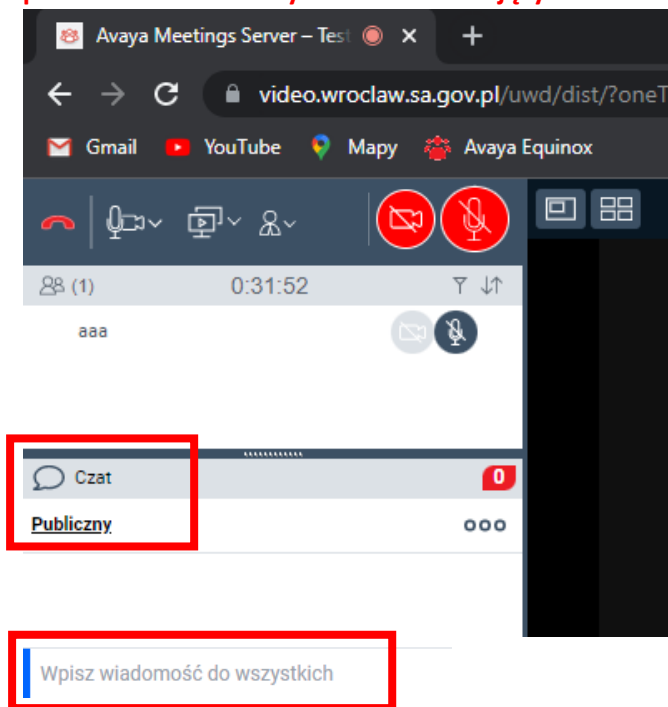 Avaya Meetings Server – Test
video.wroclaw.sa.gov.pl/uwd/dist/?oneT
Gmail YouTube Mapy Avaya Equinox
(1) 0:31:52
aaa
Czat 0
Publiczny
Wpisz wiadomość do wszystkich